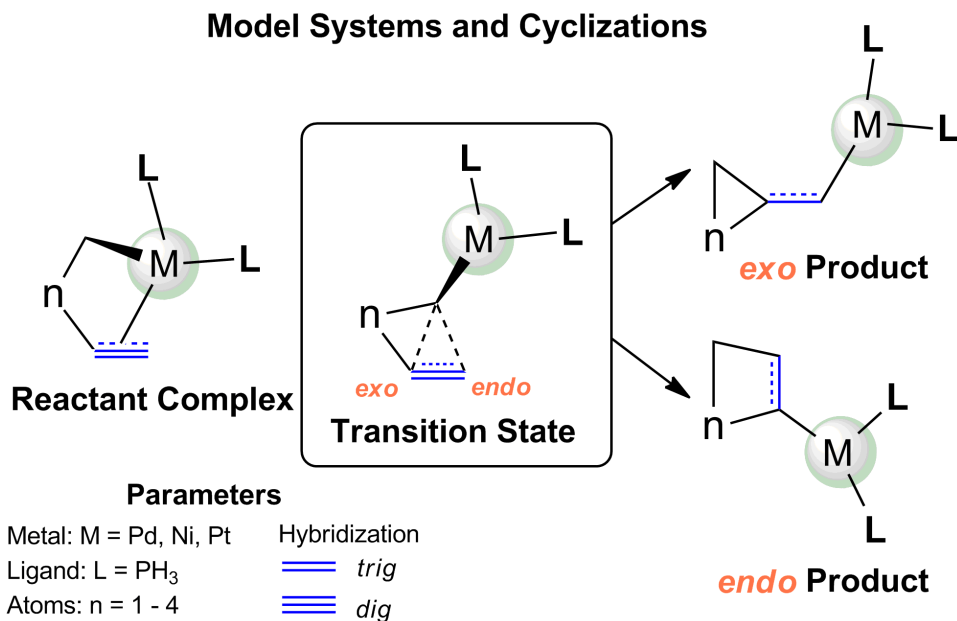 Model Systems and Cyclizations
L
M
L
n
Reactant Complex
L
M
L
n
exo
endo
Transition State
L
M
L
n
exo Product
n
L
M
L
endo Product
Parameters
Metal: M = Pd, Ni, Pt
Ligand: L = PH₃
Atoms: n = 1 - 4
Hybridization
trig
dig